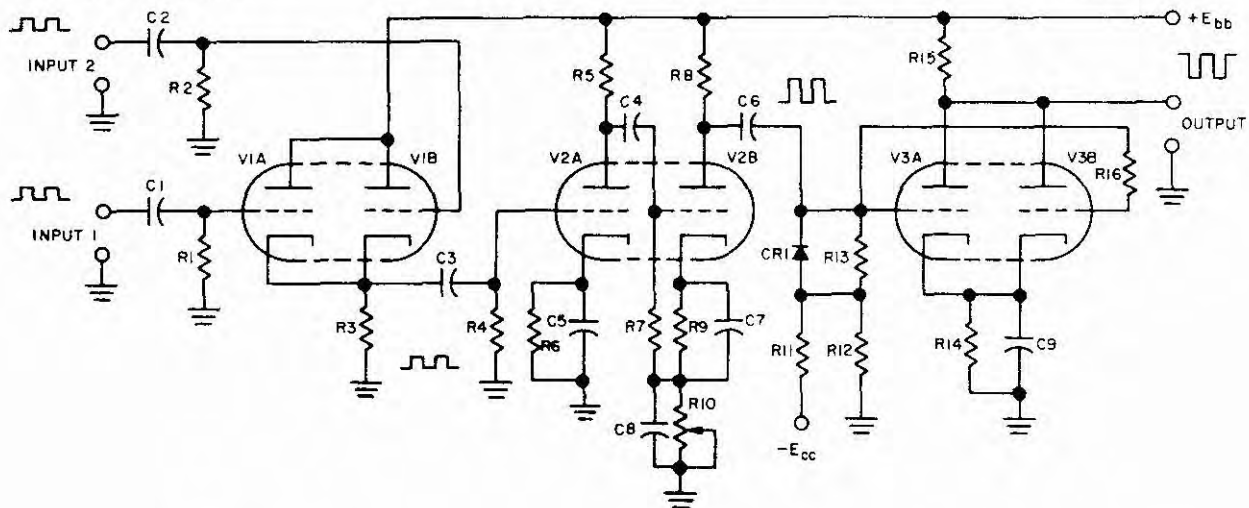 C2
INPUT 2
R2
+Ebb
R15
R5
R8
C4
C6
OUTPUT
V1A
V1B
V2A
V2B
V3A
V3B
R16
C1
INPUT 1
R1
C3
CR1
R13
R3
R4
C5
R6
R7
R9
C7
R11
R12
R14
C9
R10
C8
-Ecc